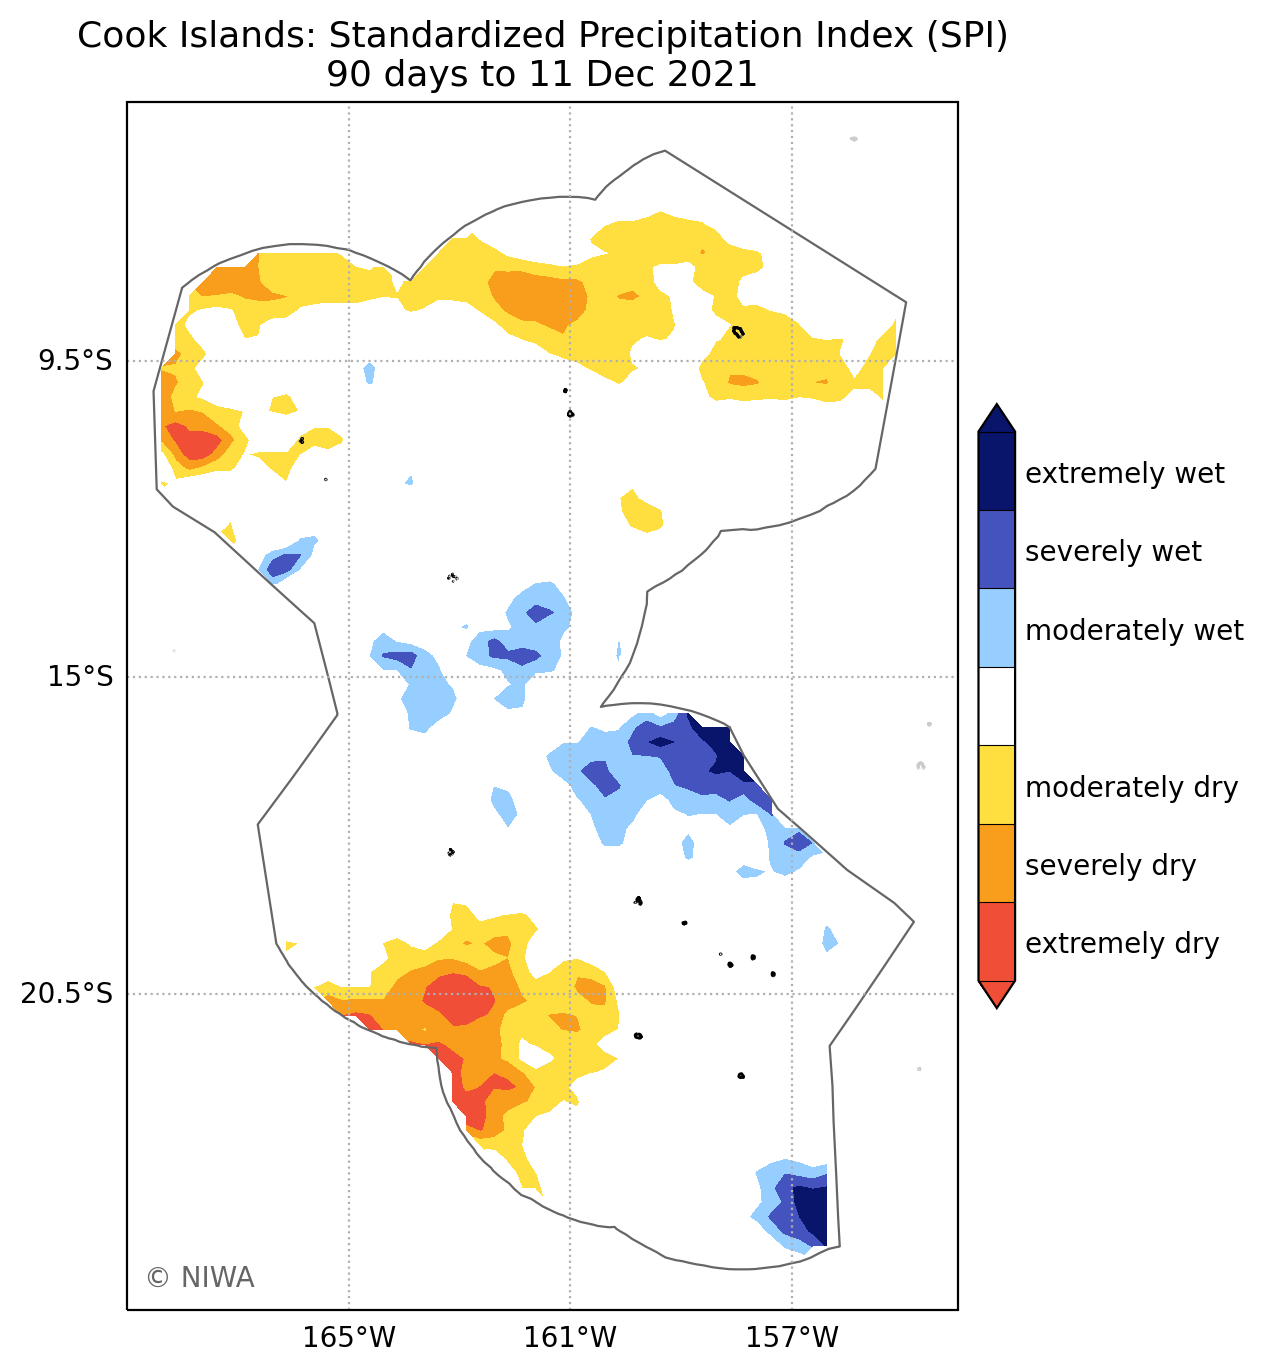 Cook Islands: Standardized Precipitation Index (SPI)
90 days to 11 Dec 2021
9.5°S
15°S
20.5°S
165°W
161°W
157°W
extremely wet
severely wet
moderately wet
moderately dry
severely dry
extremely dry
© NIWA